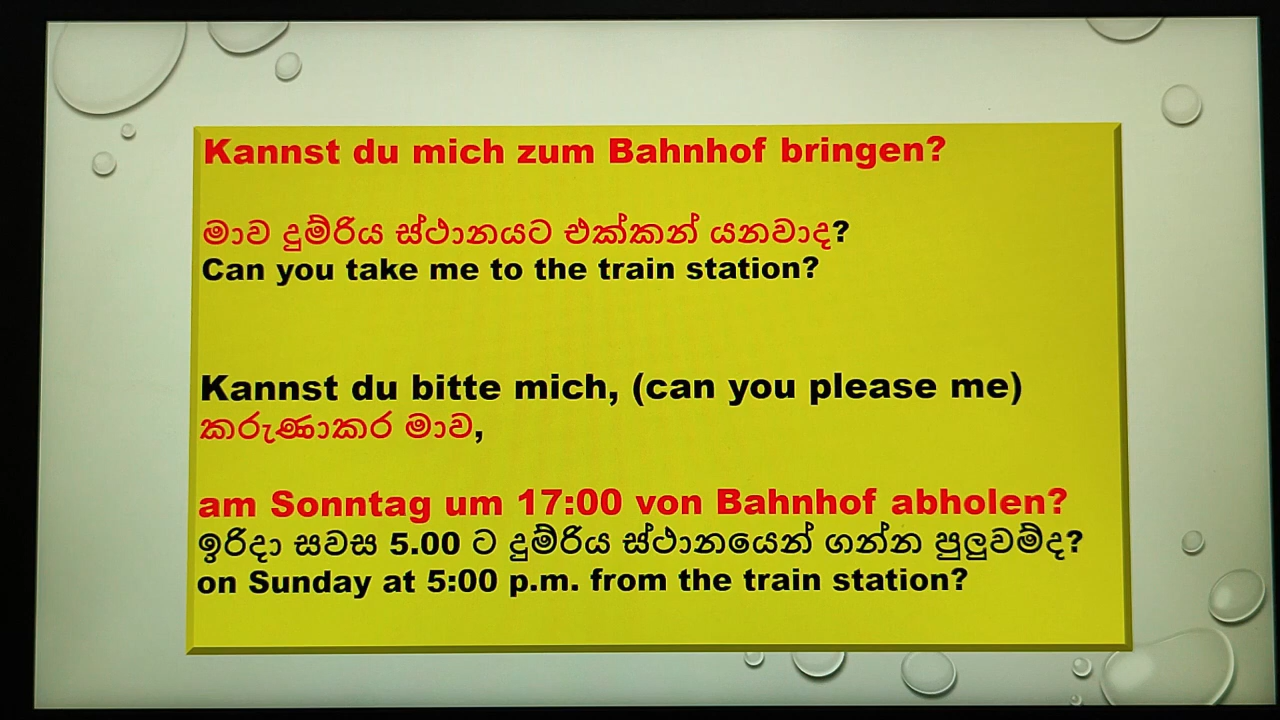 Kannst du mich zum Bahnhof bringen?
මාව දුම්රිය ස්ථානයට එක්කන් යනවාද?
Can you take me to the train station?
Kannst du bitte mich, (can you please me)
කරුණාකර මාව,
am Sonntag um 17:00 von Bahnhof abholen?
ඉරිදා සවස 5.00 ට දුම්රිය ස්ථානයෙන් ගන්න පුලුවම්ද?
on Sunday at 5:00 p.m. from the train station?